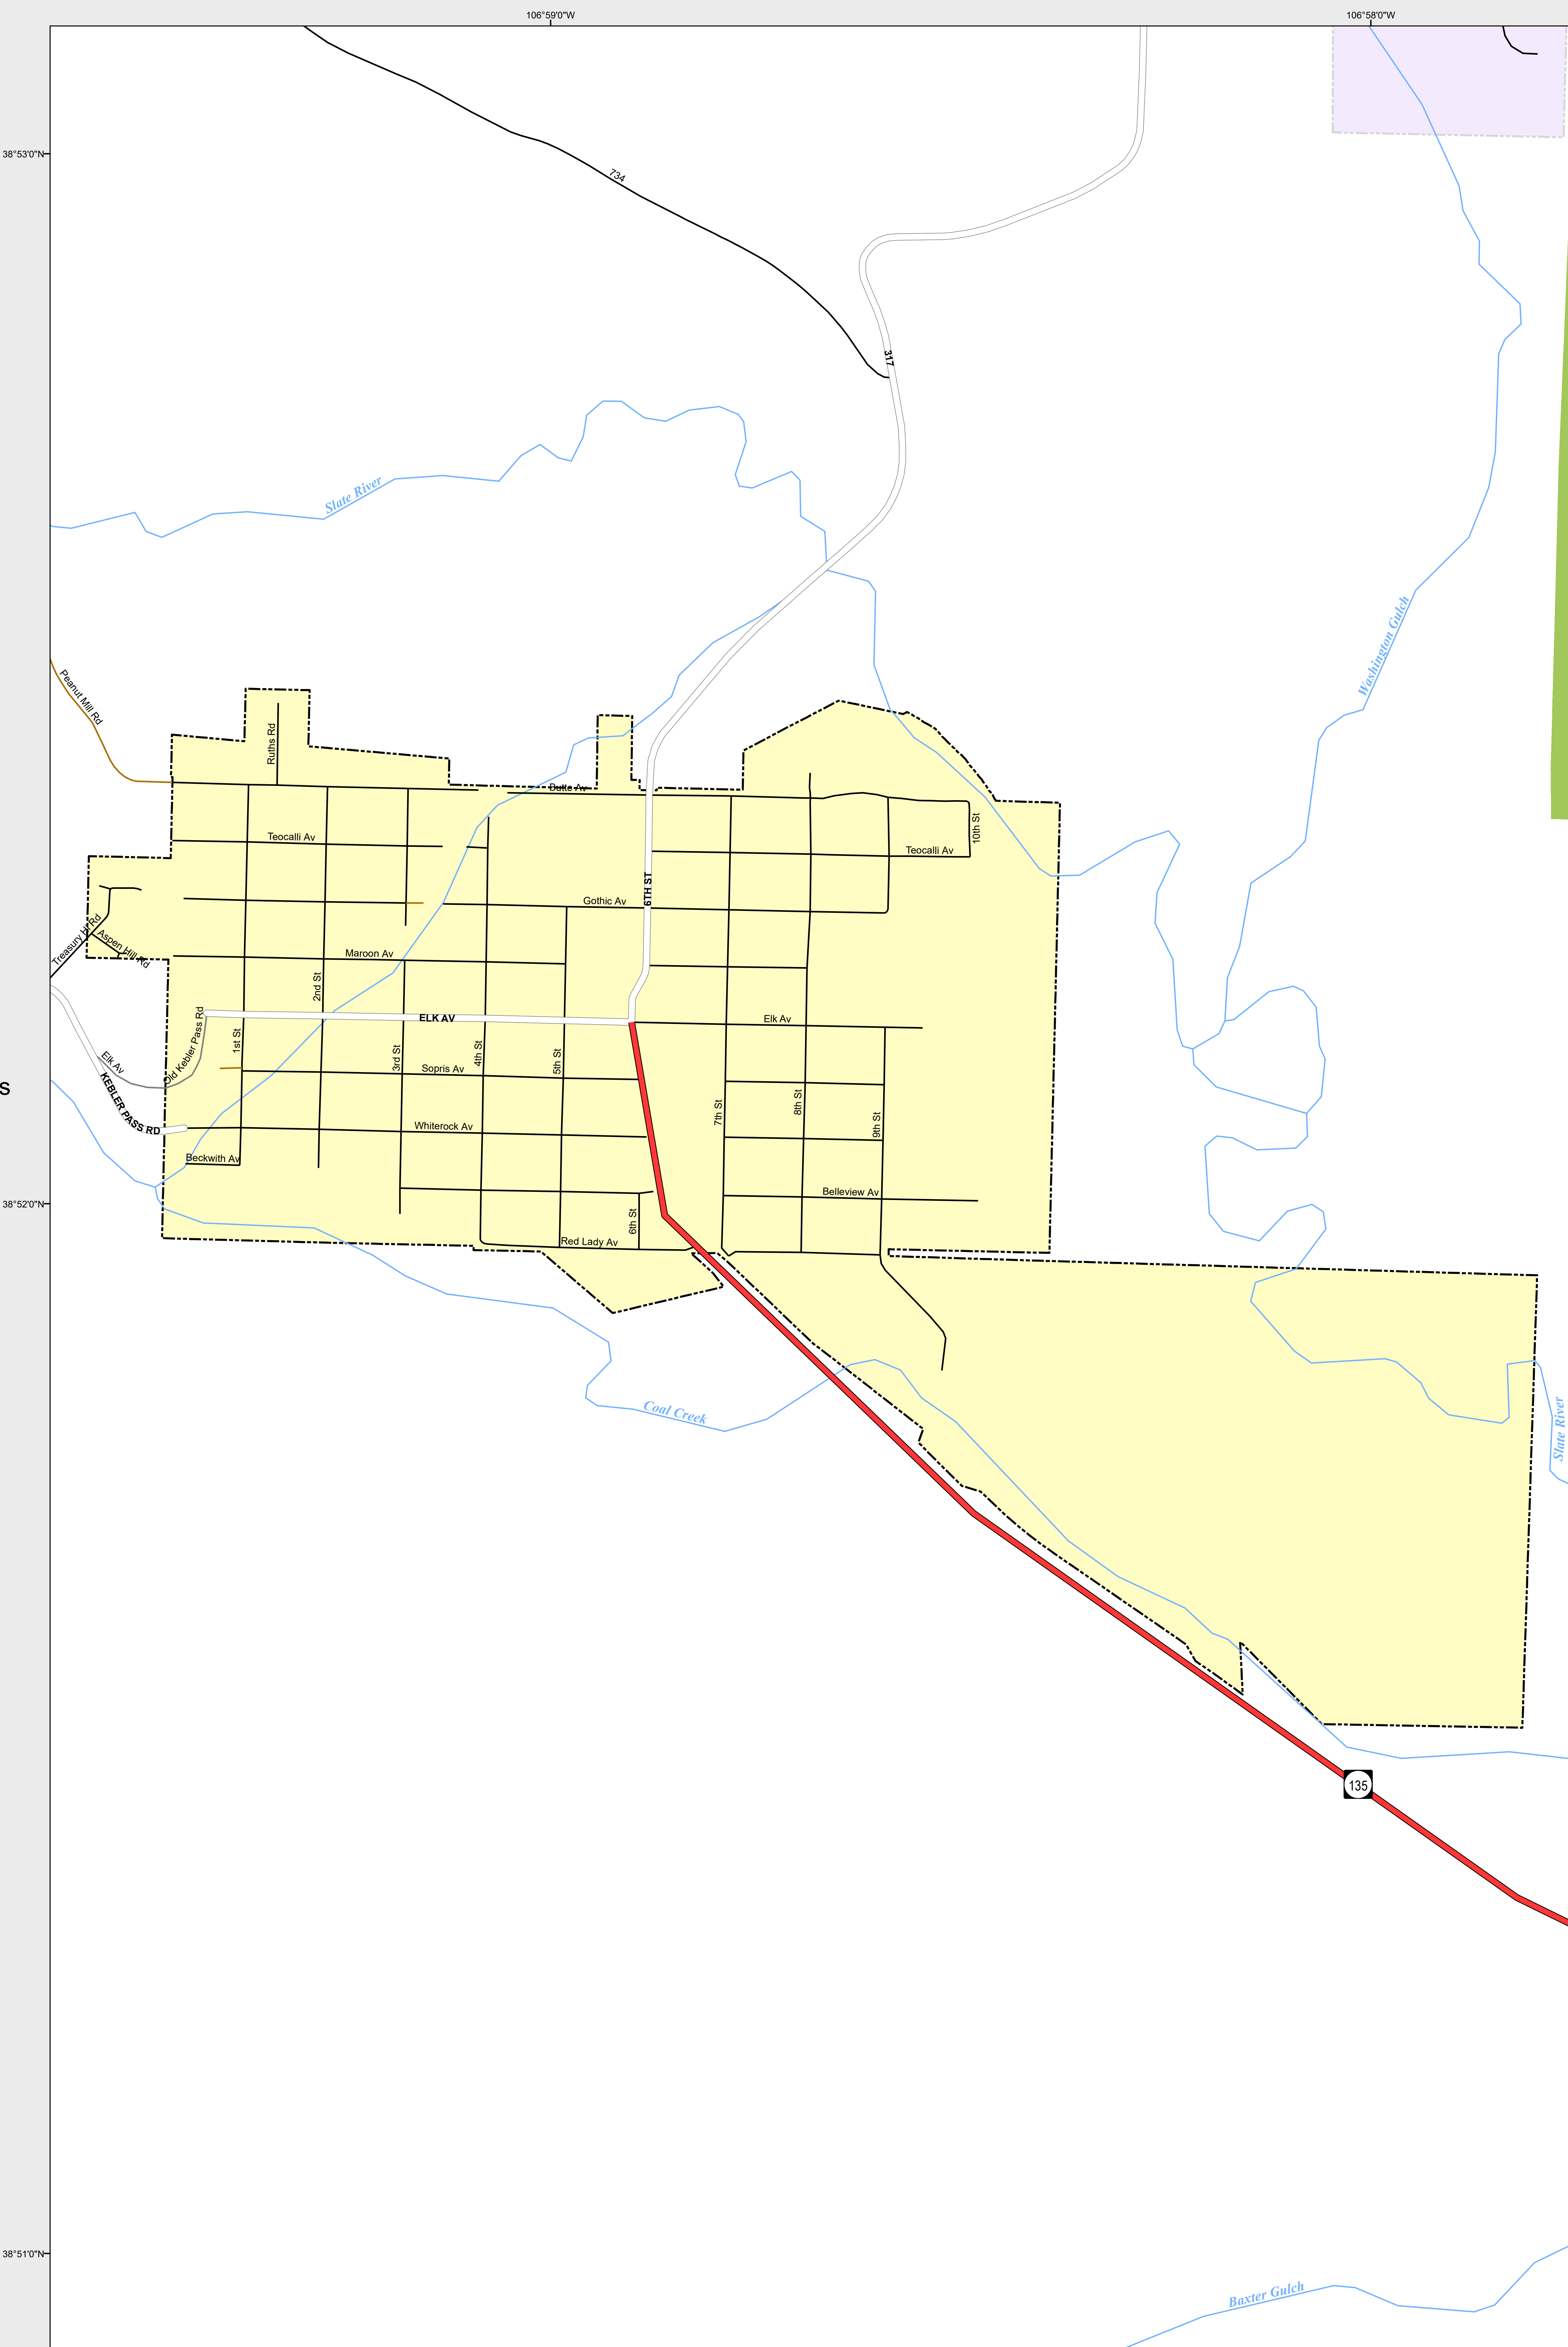 106°59'0"W
106°58'0"W
38°53'0"N
734
317
Slate River
Washington Gulch
Peanut Mill Rd
Ruths Rd
Butte Av
10th St
Teocalli Av
Teocalli Av
6TH ST
Gothic Av
Treasury Hl Rd
Aspen Hill Rd
Maroon Av
2nd St
Old Kebler Pass Rd
ELK AV
Elk Av
1st St
3rd St
4th St
5th St
Elk Av
Sopris Av
S
KEBLER PASS RD
7th St
8th St
9th St
Whiterock Av
Beckwith Av
38°52'0"N
Belleview Av
6th St
Red Lady Av
Coal Creek
Slate River
135
38°51'0"N
Baxter Gulch